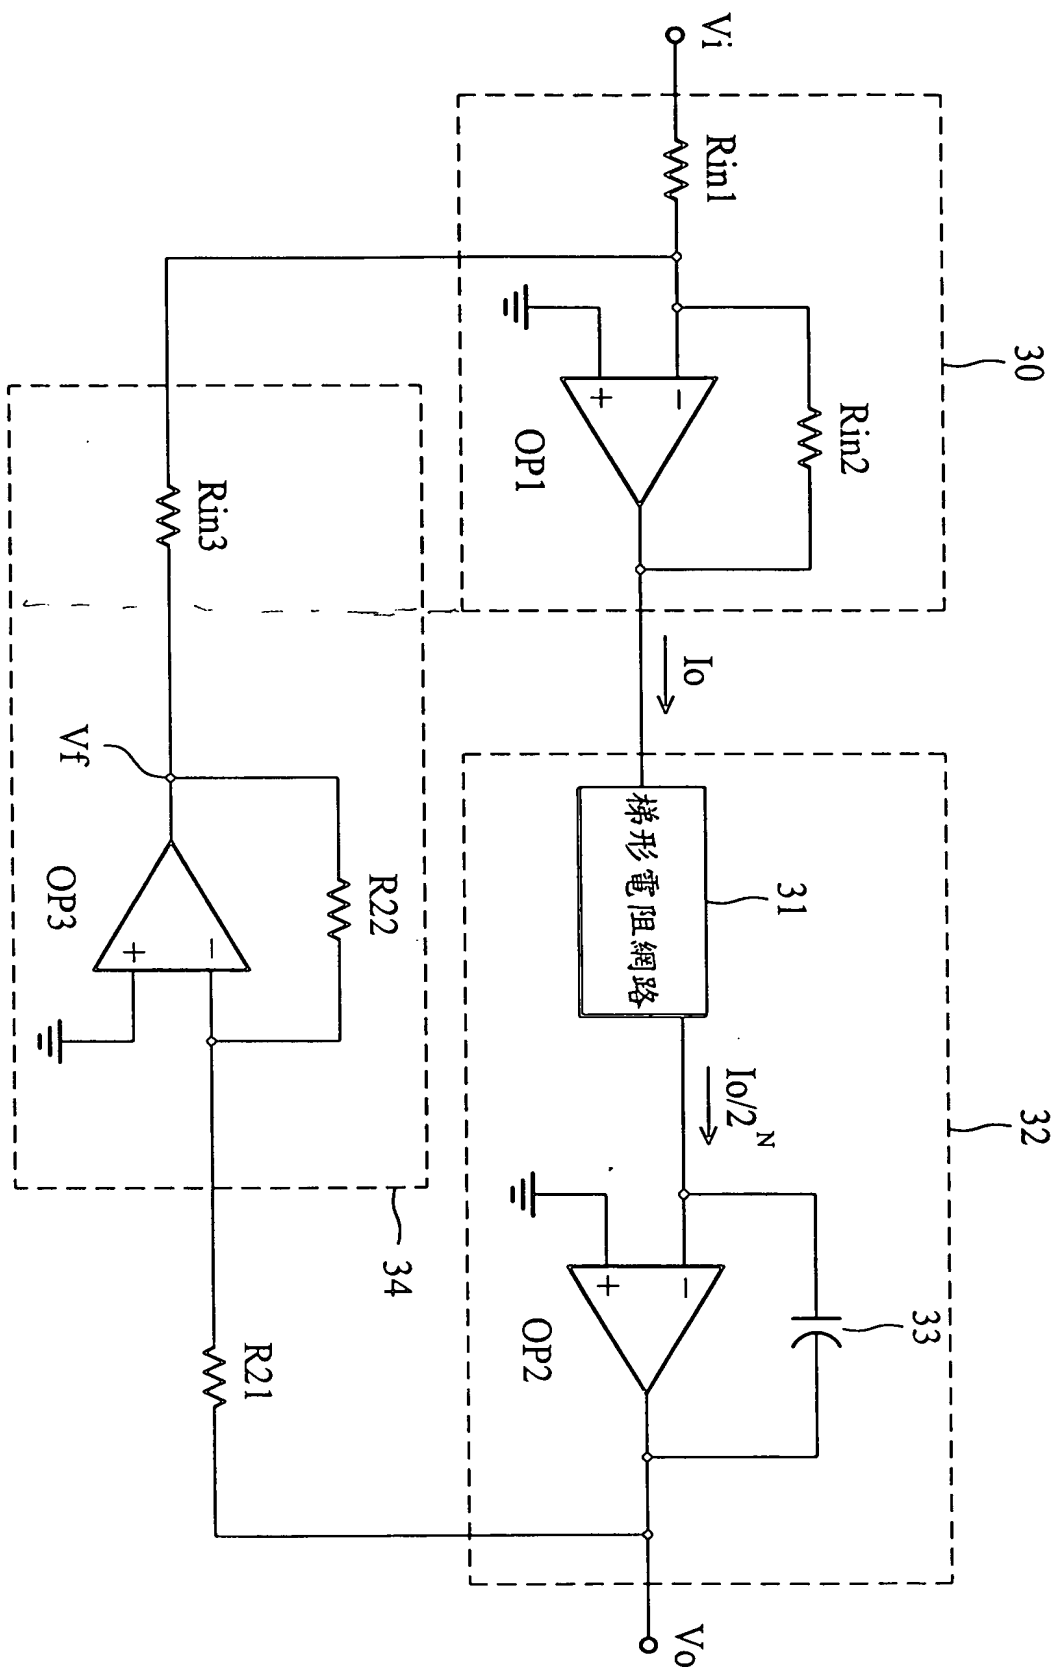 Vi
Rin1
30
Rin2
−
+
OP1
Io
梯形電阻網路
31
Io/2^N
32
−
+
OP2
33
Vo
Rin3
Vf
R22
−
+
OP3
34
R21